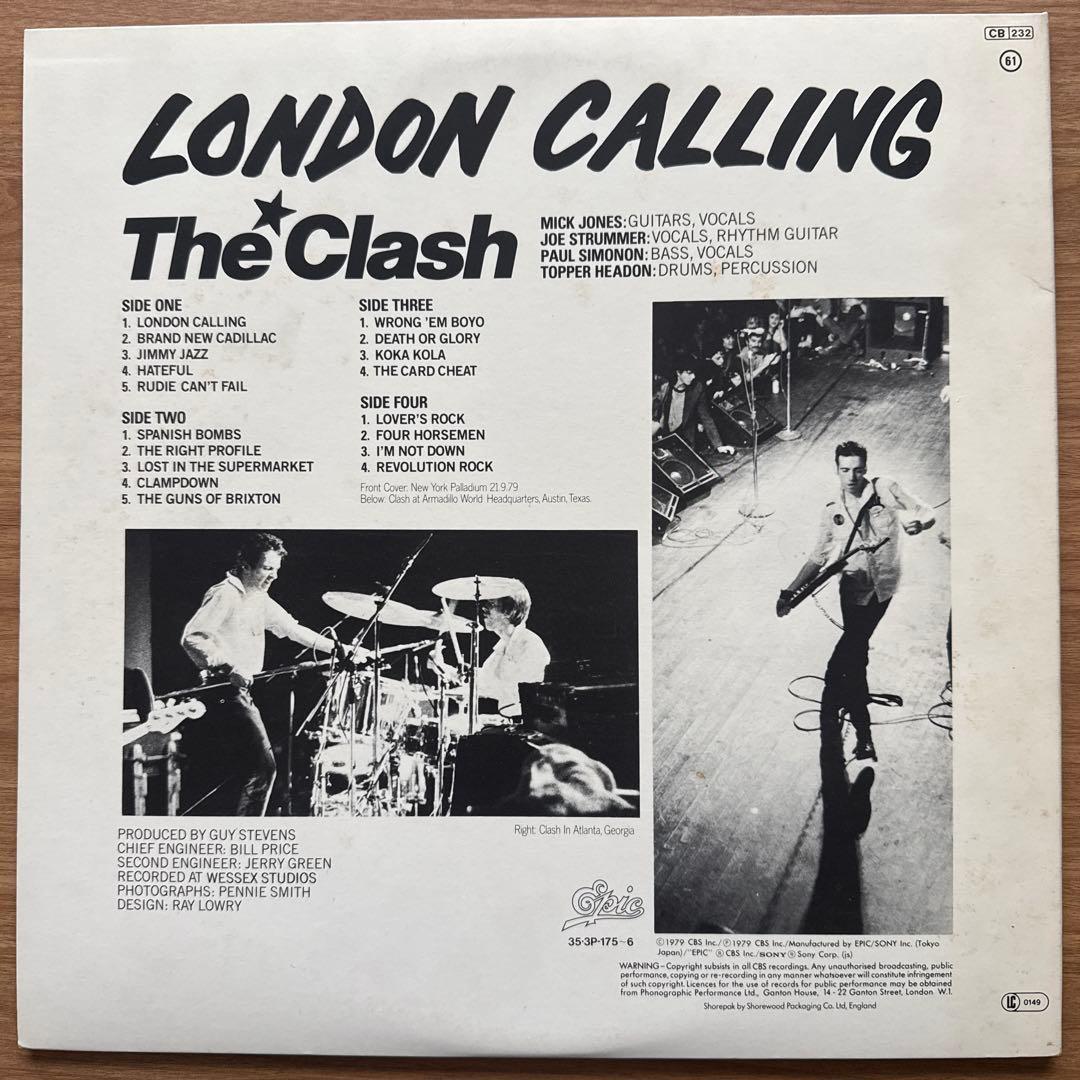 CB 232
61
LONDON CALLING
The Clash
MICK JONES: GUITARS, VOCALS
JOE STRUMMER: VOCALS, RHYTHM GUITAR
PAUL SIMONON: BASS, VOCALS
TOPPER HEADON: DRUMS, PERCUSSION
SIDE ONE
1. LONDON CALLING
2. BRAND NEW CADILLAC
3. JIMMY JAZZ
4. HATEFUL
5. RUDIE CAN'T FAIL
SIDE TWO
1. SPANISH BOMBS
2. THE RIGHT PROFILE
3. LOST IN THE SUPERMARKET
4. CLAMPDOWN
5. THE GUNS OF BRIXTON
SIDE THREE
1. WRONG 'EM BOYO
2. DEATH OR GLORY
3. KOKA KOLA
4. THE CARD CHEAT
SIDE FOUR
1. LOVER'S ROCK
2. FOUR HORSEMEN
3. I'M NOT DOWN
4. REVOLUTION ROCK
Front Cover: New York Palladium 21.9.79
Below: Clash at Armadillo World Headquarters, Austin, Texas.
Right: Clash In Atlanta, Georgia
PRODUCED BY GUY STEVENS
CHIEF ENGINEER: BILL PRICE
SECOND ENGINEER: JERRY GREEN
RECORDED AT WESSEX STUDIOS
PHOTOGRAPHS: PENNIE SMITH
DESIGN: RAY LOWRY
Epic
35·3P-175~6
©1979 CBS Inc./℗1979 CBS Inc./Manufactured by EPIC/SONY Inc. (Tokyo
Japan)/"EPIC" ® CBS Inc./SONY ® Sony Corp. (js)
WARNING–Copyright subsists in all CBS recordings. Any unauthorised broadcasting, public
performance, copying or re-recording in any manner whatsoever will constitute infringement
of such copyright. Licences for the use of records for public performance may be obtained
from Phonographic Performance Ltd., Ganton House, 14-22 Ganton Street, London W.1.
Shorepak by Shorewood Packaging Co. Ltd, England
LC 0149